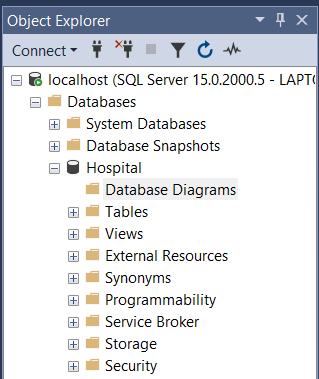 Object Explorer
Connect
localhost (SQL Server 15.0.2000.5 - LAPT
Databases
System Databases
Database Snapshots
Hospital
Database Diagrams
Tables
Views
External Resources
Synonyms
Programmability
Service Broker
Storage
Security